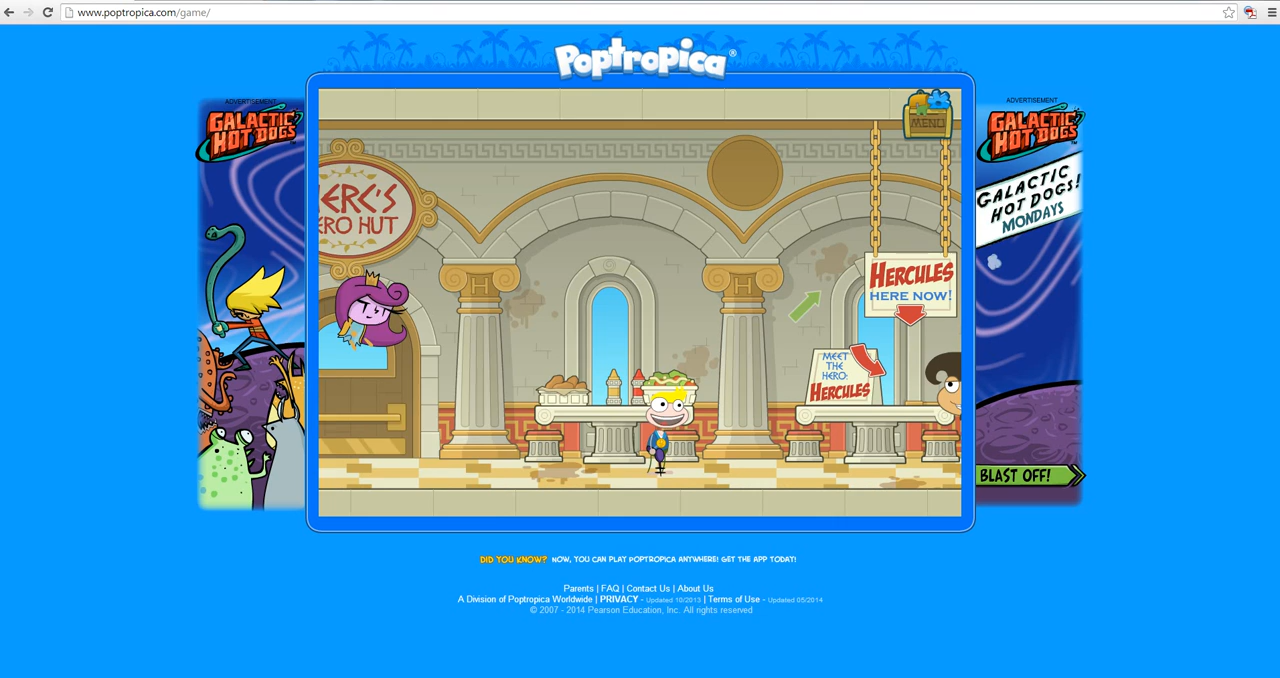 www.poptropica.com/game/
Poptropica®
ADVERTISEMENT
GALACTIC
HOT DOGS™
MENU
ERC'S
ERO HUT
H
H
HERCULES
HERE NOW!
MEET
THE
HERO:
HERCULES
ADVERTISEMENT
GALACTIC
HOT DOGS™
GALACTIC
HOT DOGS!
MONDAYS
BLAST OFF!
DID YOU KNOW? NOW, YOU CAN PLAY POPTROPICA ANYWHERE! GET THE APP TODAY!
Parents | FAQ | Contact Us | About Us
A Division of Poptropica Worldwide | PRIVACY - Updated 10/2013 | Terms of Use - Updated 05/2014
© 2007 - 2014 Pearson Education, Inc. All rights reserved